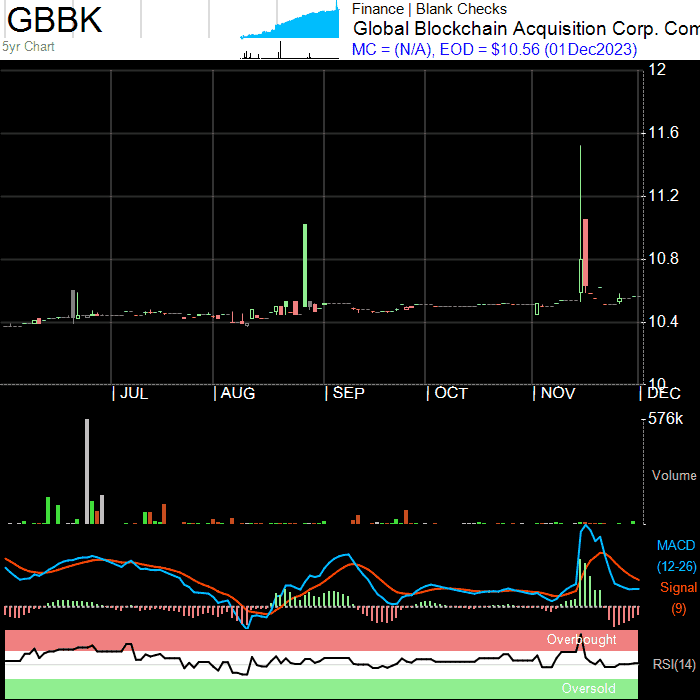 GBBK
5yr Chart
Finance | Blank Checks
Global Blockchain Acquisition Corp. Com
MC = (N/A), EOD = $10.56 (01Dec2023)
12
11.6
11.2
10.8
10.4
10
JUL
AUG
SEP
OCT
NOV
DEC
576k
Volume
MACD
(12-26)
Signal
(9)
Overbought
RSI(14)
Oversold